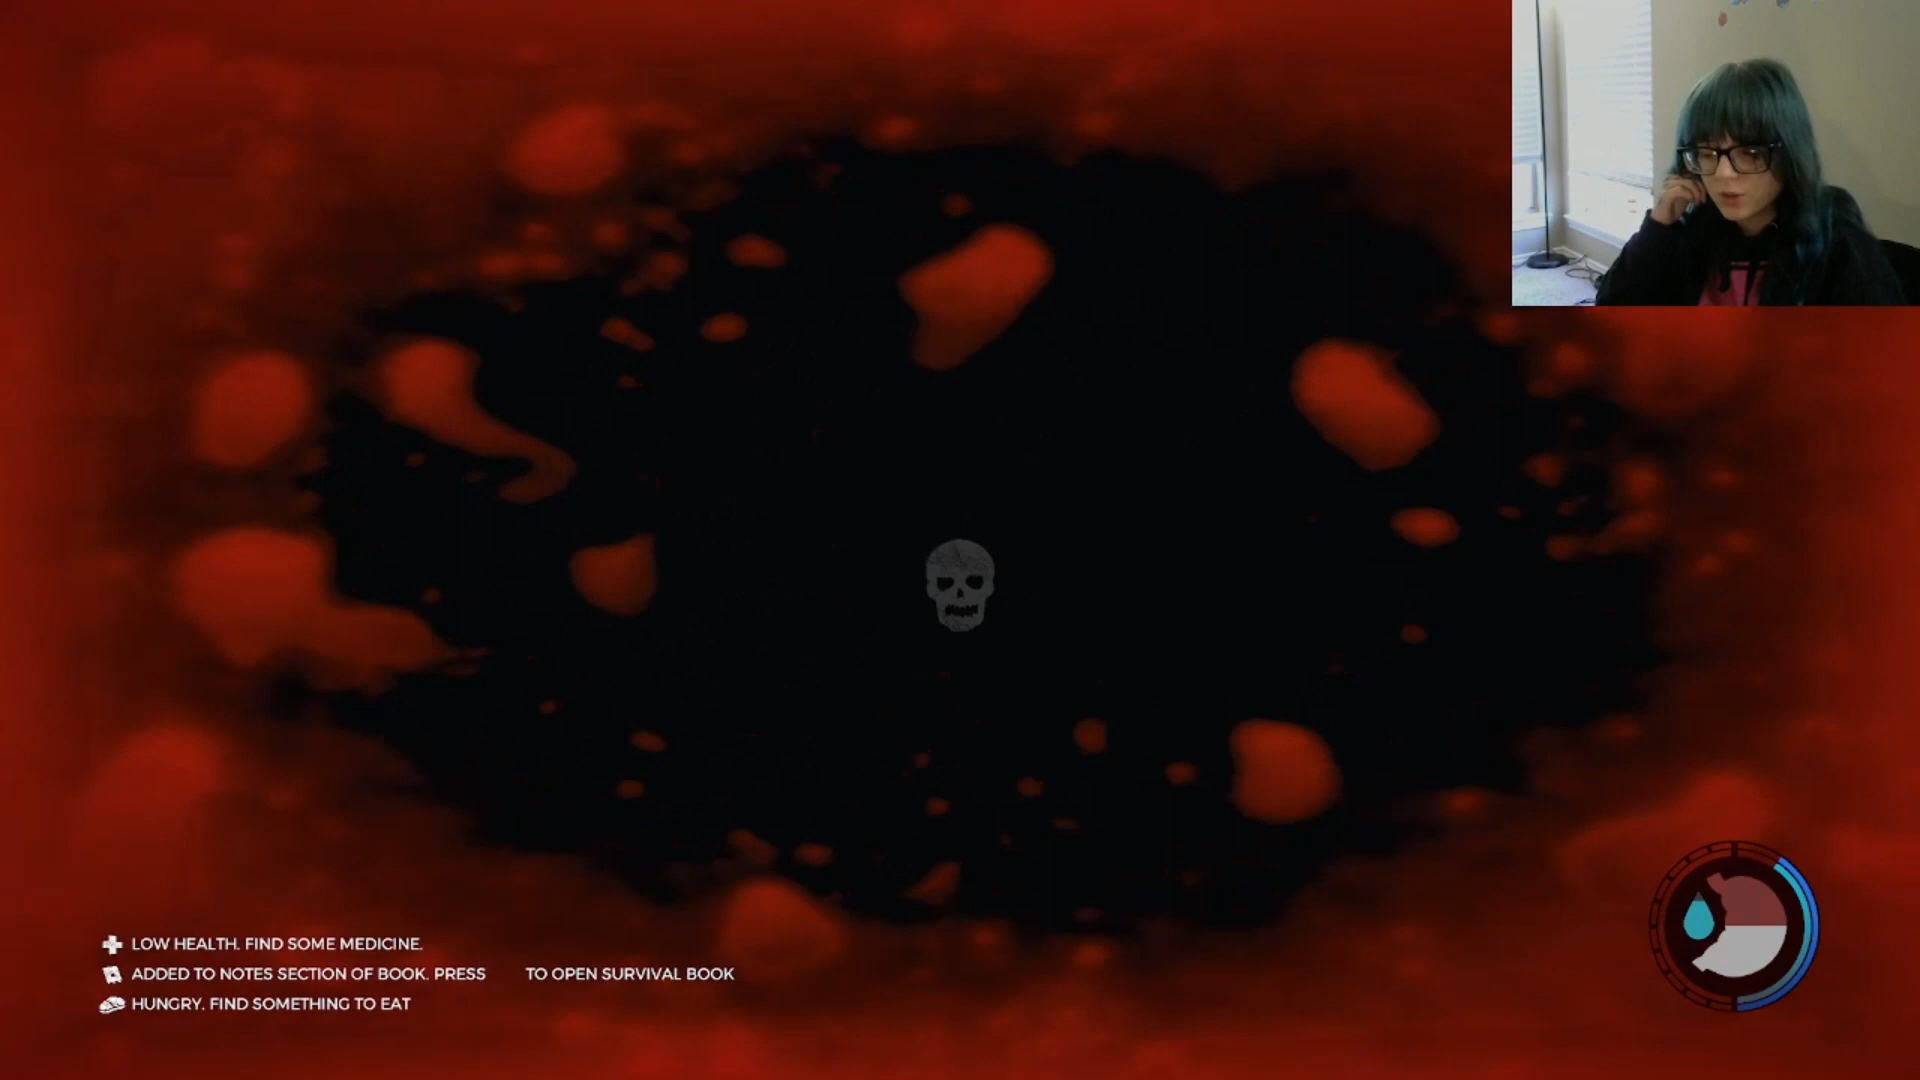 LOW HEALTH. FIND SOME MEDICINE.
ADDED TO NOTES SECTION OF BOOK. PRESS TO OPEN SURVIVAL BOOK
HUNGRY. FIND SOMETHING TO EAT